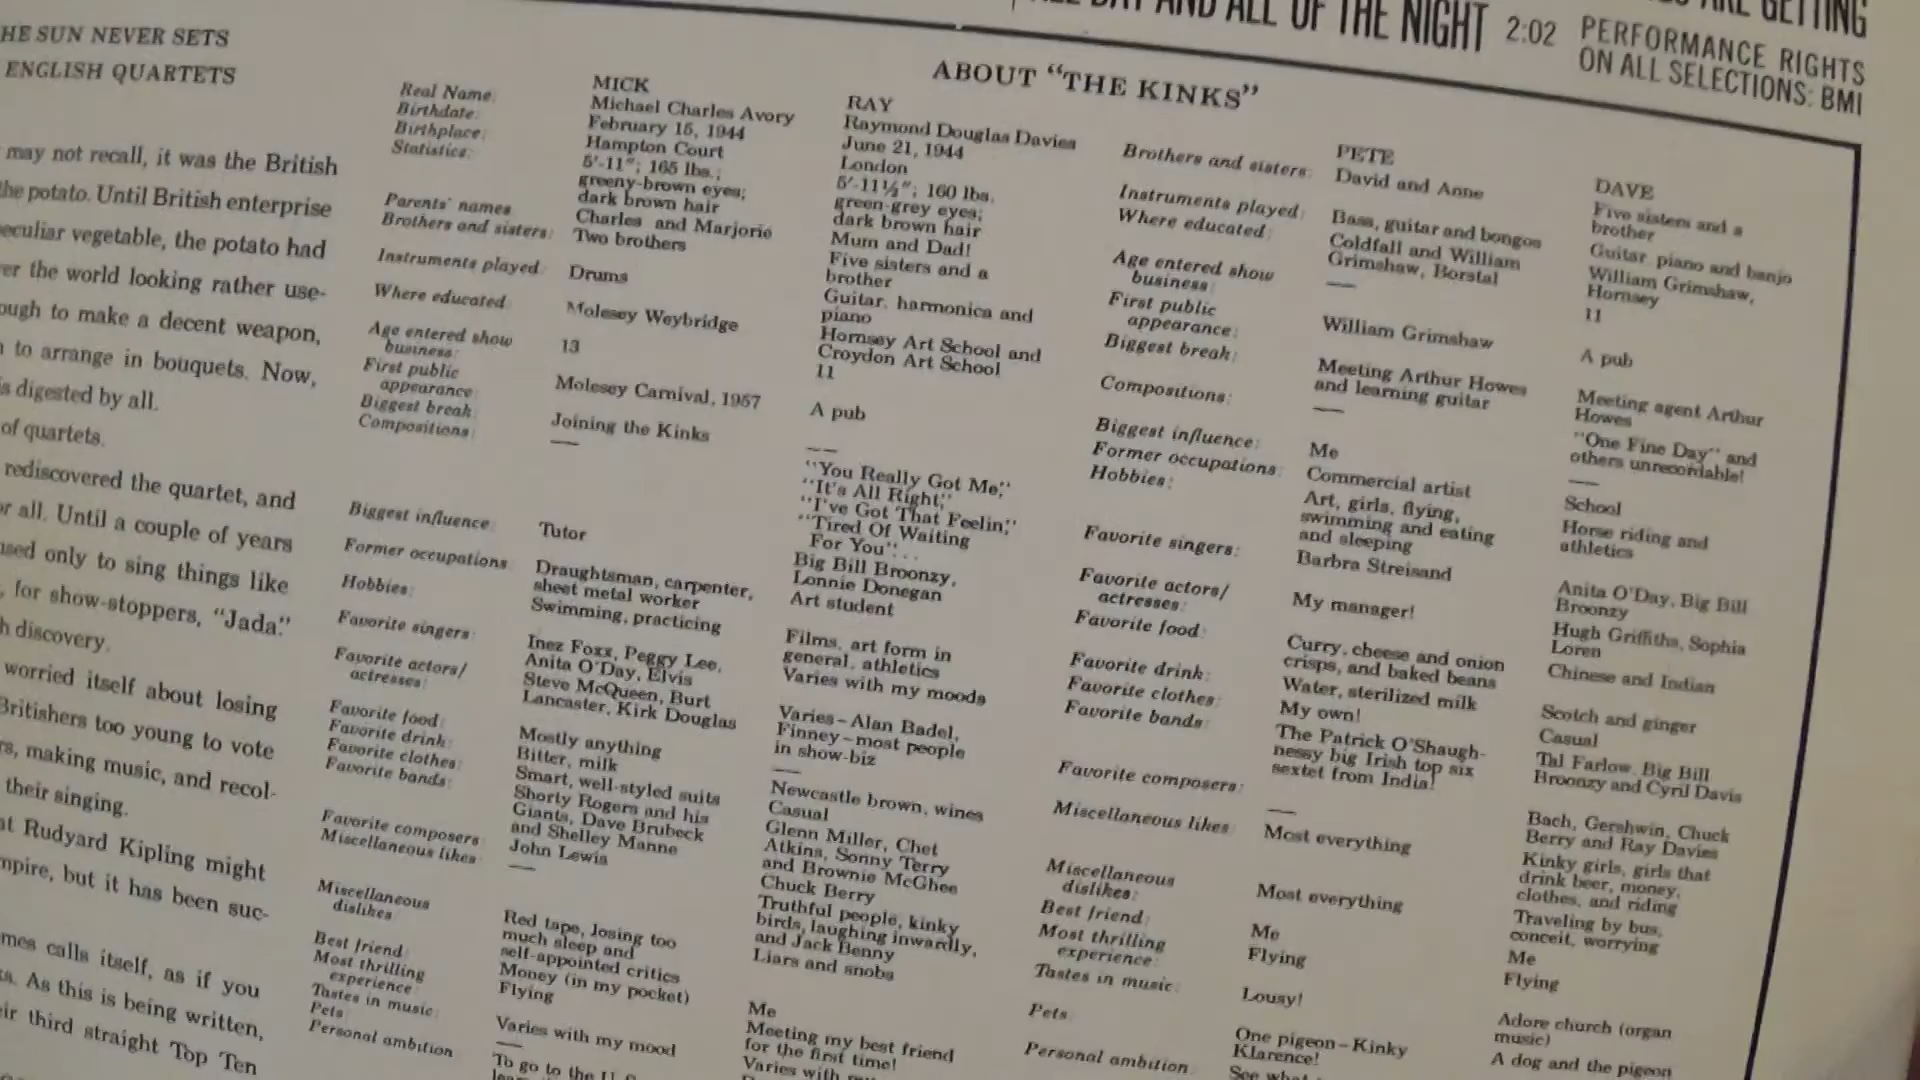 ALL OF THE NIGHT 2:02
ARE GETTING
PERFORMANCE RIGHTS
ON ALL SELECTIONS: BMI
HE SUN NEVER SETS
ENGLISH QUARTETS
may not recall, it was the British
the potato. Until British enterprise
peculiar vegetable, the potato had
the world looking rather use-
to make a decent weapon,
to arrange in bouquets. Now,
is digested by all.
of quartets.
rediscovered the quartet, and
all. Until a couple of years
used only to sing things like
for show-stoppers, "Jada."
discovery.
worried itself about losing
Britishers too young to vote
making music, and recol-
their singing.
Rudyard Kipling might
but it has been suc-
calls itself, as if you
As this is being written,
third straight Top Ten
ABOUT "THE KINKS"
MICK
Real Name: Michael Charles Avory
Birthdate: February 15, 1944
Birthplace: Hampton Court
Statistics: 5'-11"; 165 lbs.;
greeny-brown eyes;
dark brown hair
Parents' names Charles and Marjorie
Brothers and sisters: Two brothers
Instruments played: Drums
Where educated: Molesey Weybridge
Age entered show
business: 13
First public
appearance: Molesey Carnival, 1957
Biggest break: Joining the Kinks
Compositions: —
Biggest influence: Tutor
Former occupations Draughtsman, carpenter,
sheet metal worker
Hobbies: Swimming, practicing
Favorite singers: Inez Foxx, Peggy Lee,
Anita O'Day, Elvis
Favorite actors/
actresses: Steve McQueen, Burt
Lancaster, Kirk Douglas
Favorite food: Mostly anything
Favorite drink: Bitter, milk
Favorite clothes: Smart, well-styled suits
Favorite bands: Shorty Rogers and his
Giants, Dave Brubeck
and Shelley Manne
Favorite composers: John Lewis
Miscellaneous likes: —
Miscellaneous
dislikes: Red tape, losing too
much sleep and
self-appointed critics
Best friend: Money (in my pocket)
Most thrilling
experience: Flying
Tastes in music: Varies with my mood
Pets: —
Personal ambition To go to the U.S.
RAY
Raymond Douglas Davies
June 21, 1944
London
5'-11½"; 160 lbs.
green-grey eyes;
dark brown hair
Mum and Dad!
Five sisters and a
brother
Guitar, harmonica and
piano
Hornsey Art School and
Croydon Art School
11
A pub
—
"You Really Got Me,"
"It's All Right,"
"I've Got That Feelin,"
"Tired Of Waiting
For You"...
Big Bill Broonzy,
Lonnie Donegan
Art student
Films, art form in
general, athletics
Varies with my moods
Varies—Alan Badel,
Finney—most people
in show-biz
—
Newcastle brown, wines
Casual
Glenn Miller, Chet
Atkins, Sonny Terry
and Brownie McGhee
Chuck Berry
Truthful people, kinky
birds, laughing inwardly,
and Jack Benny
Liars and snobs
Me
Meeting my best friend
for the first time!
Varies with
PETE
Brothers and sisters: David and Anne
Instruments played: Bass, guitar and bongos
Where educated: Coldfall and William
Grimshaw, Borstal
Age entered show
business: —
First public
appearance: William Grimshaw
Biggest break: Meeting Arthur Howes
and learning guitar
Compositions: —
Biggest influence: Me
Former occupations: Commercial artist
Hobbies: Art, girls, flying,
swimming and eating
and sleeping
Favorite singers: Barbra Streisand
Favorite actors/
actresses: My manager!
Favorite food: Curry, cheese and onion
crisps, and baked beans
Favorite drink: Water, sterilized milk
Favorite clothes: My own!
Favorite bands: The Patrick O'Shaugh-
nessy big Irish top six
sextet from India!
Favorite composers: —
Miscellaneous likes: Most everything
Miscellaneous
dislikes: Most everything
Best friend: Me
Most thrilling
experience: Flying
Tastes in music: Lousy!
Pets: One pigeon—Kinky
Klarence!
Personal ambition: See what
DAVE
Five sisters and a
brother
Guitar piano and banjo
William Grimshaw,
Hornsey
11
A pub
Meeting agent Arthur
Howes
"One Fine Day" and
others unrecordable!
—
School
Horse riding and
athletics
Anita O'Day, Big Bill
Broonzy
Hugh Griffiths, Sophia
Loren
Chinese and Indian
Scotch and ginger
Casual
Tal Farlow, Big Bill
Broonzy and Cyril Davis
Bach, Gershwin, Chuck
Berry and Ray Davies
Kinky girls, girls that
drink beer, money,
clothes, and riding
Traveling by bus,
conceit, worrying
Me
Flying
Adore church (organ
music)
A dog and the pigeon